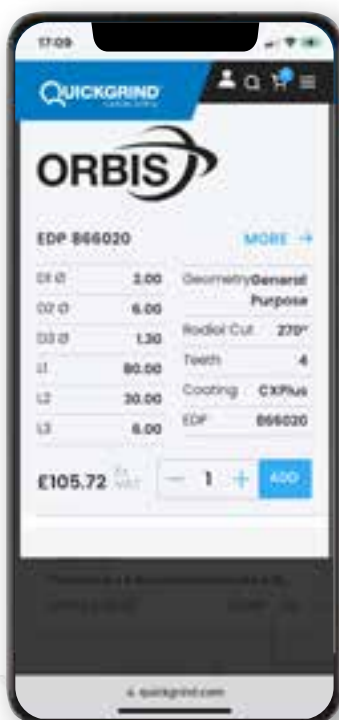 17:09
QUICKGRIND
ORBIS
EDP 866020 MORE →
D1 Ø 2.00
D2 Ø 6.00
D3 Ø 1.30
L1 80.00
L2 30.00
L3 6.00
Geometry General Purpose
Radial Cut 270°
Teeth 4
Coating CXPlus
EDP 866020
£105.72 Ex VAT − 1 + ADD
quickgrind.com